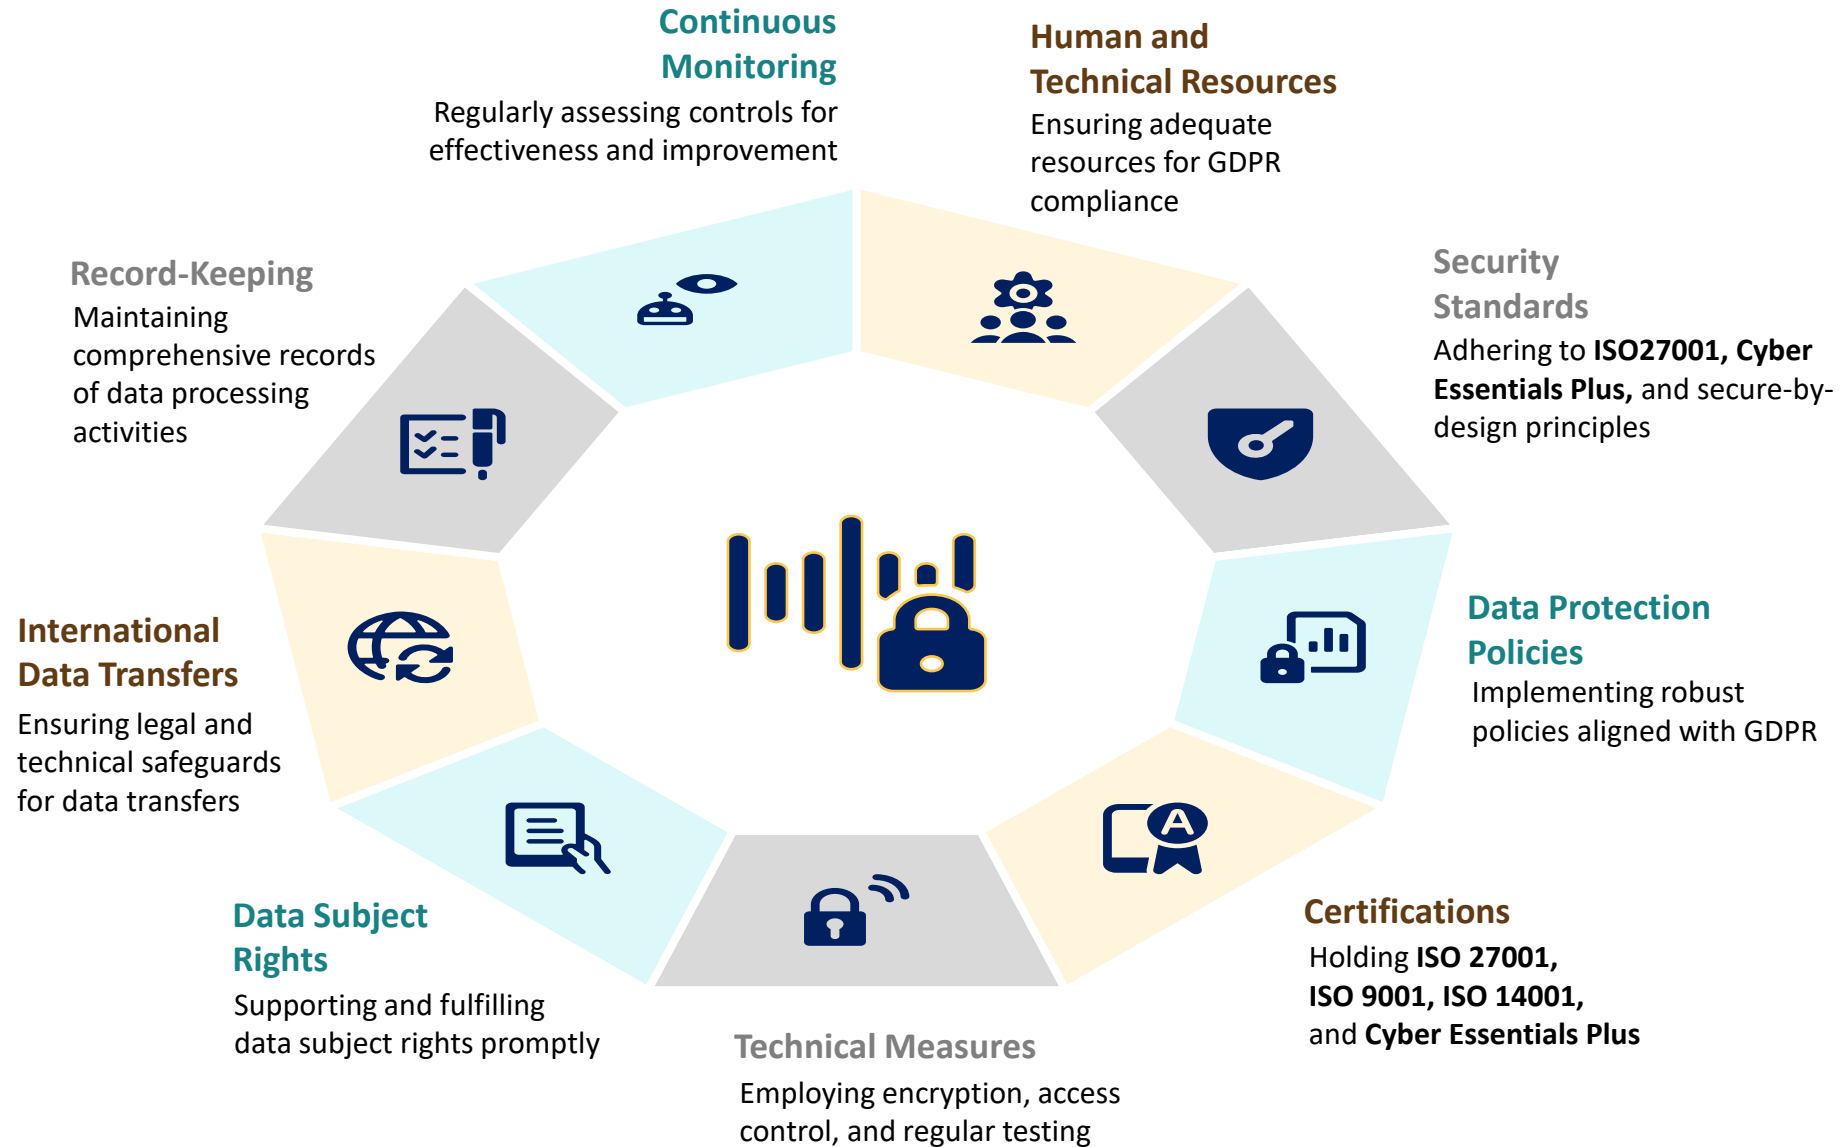 Continuous
Monitoring
Regularly assessing controls for
effectiveness and improvement
Human and
Technical Resources
Ensuring adequate
resources for GDPR
compliance
Security
Standards
Adhering to ISO27001, Cyber
Essentials Plus, and secure-by-
design principles
Data Protection
Policies
Implementing robust
policies aligned with GDPR
Certifications
Holding ISO 27001,
ISO 9001, ISO 14001,
and Cyber Essentials Plus
A
Technical Measures
Employing encryption, access
control, and regular testing
Data Subject
Rights
Supporting and fulfilling
data subject rights promptly
International
Data Transfers
Ensuring legal and
technical safeguards
for data transfers
Record-Keeping
Maintaining
comprehensive records
of data processing
activities